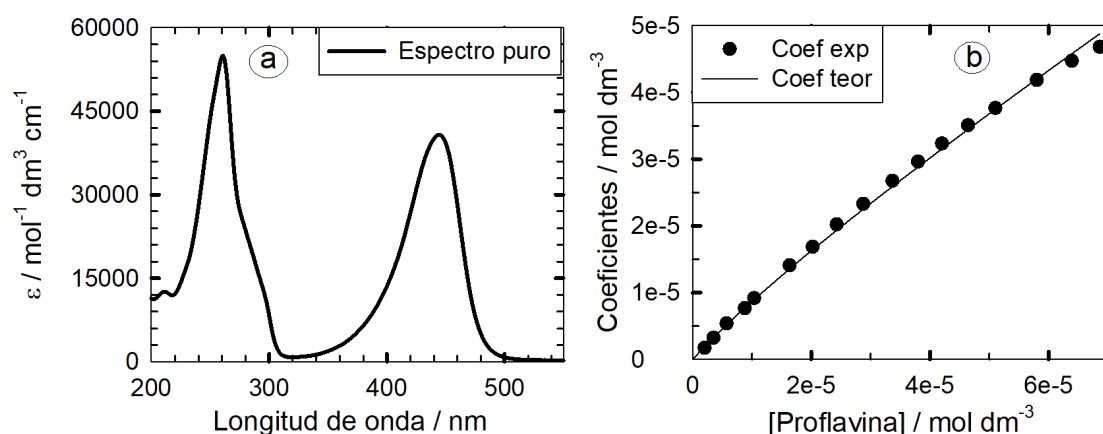 60000
45000
30000
15000
0
ε / mol⁻¹ dm³ cm⁻¹
a
Espectro puro
200
300
400
500
Longitud de onda / nm
5e-5
4e-5
3e-5
2e-5
1e-5
0
Coeficientes / mol dm⁻³
Coef exp
Coef teor
b
0
2e-5
4e-5
6e-5
[Proflavina] / mol dm⁻³